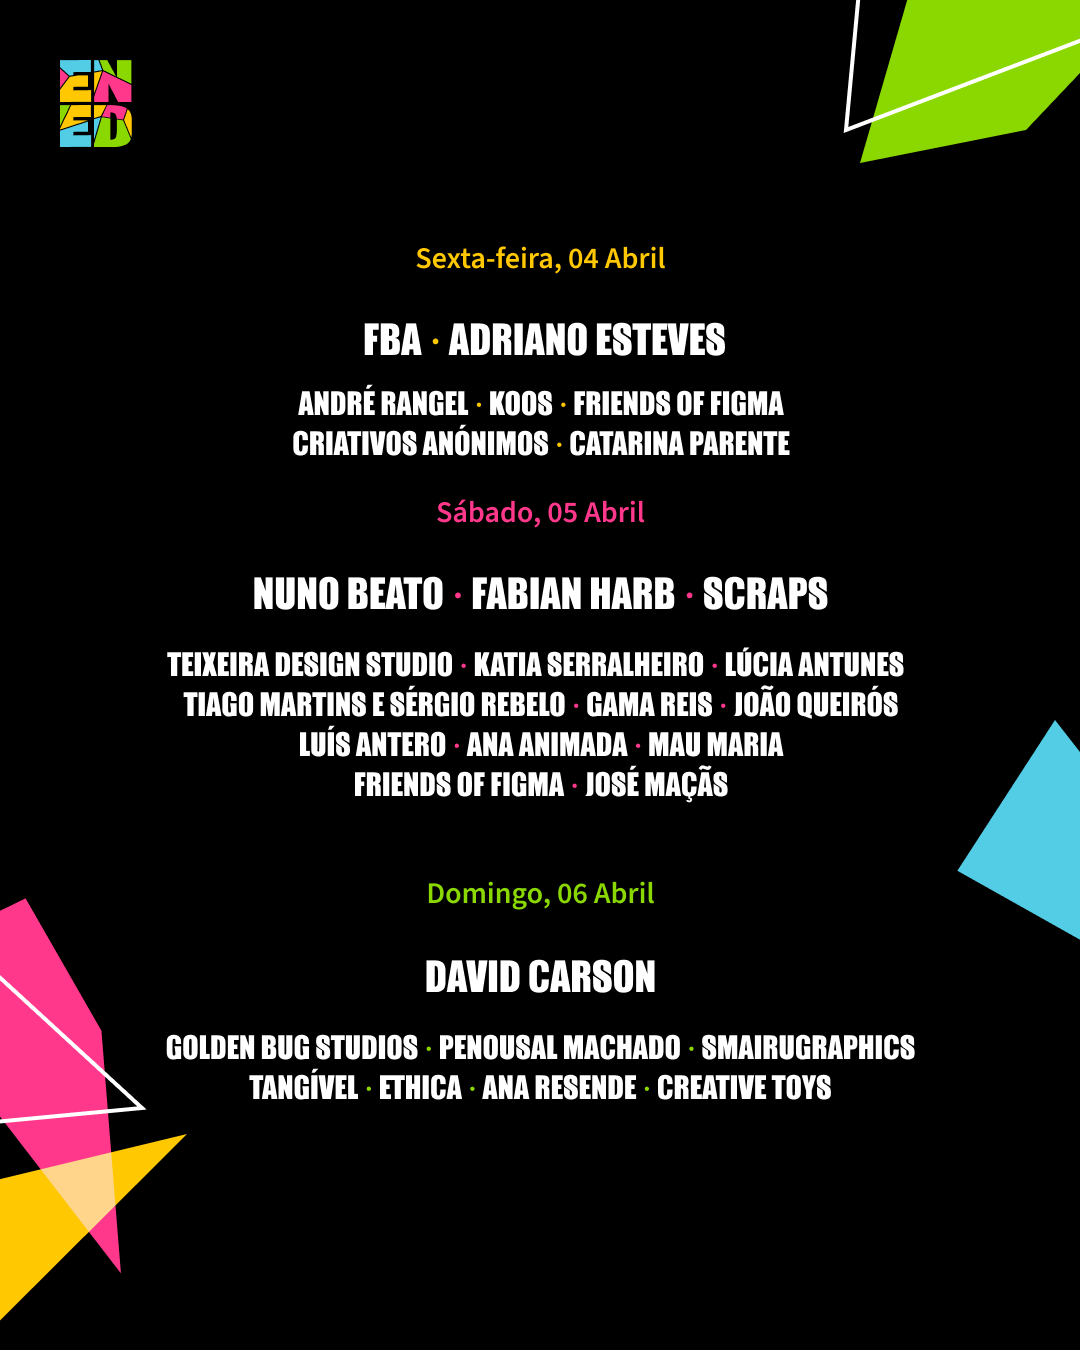 EN
ED
Sexta-feira, 04 Abril
FBA · ADRIANO ESTEVES
ANDRÉ RANGEL · KOOS · FRIENDS OF FIGMA
CRIATIVOS ANÓNIMOS · CATARINA PARENTE
Sábado, 05 Abril
NUNO BEATO · FABIAN HARB · SCRAPS
TEIXEIRA DESIGN STUDIO · KATIA SERRALHEIRO · LÚCIA ANTUNES
TIAGO MARTINS E SÉRGIO REBELO · GAMA REIS · JOÃO QUEIRÓS
LUÍS ANTERO · ANA ANIMADA · MAU MARIA
FRIENDS OF FIGMA · JOSÉ MAÇÃS
Domingo, 06 Abril
DAVID CARSON
GOLDEN BUG STUDIOS · PENOUSAL MACHADO · SMAIRUGRAPHICS
TANGÍVEL · ETHICA · ANA RESENDE · CREATIVE TOYS